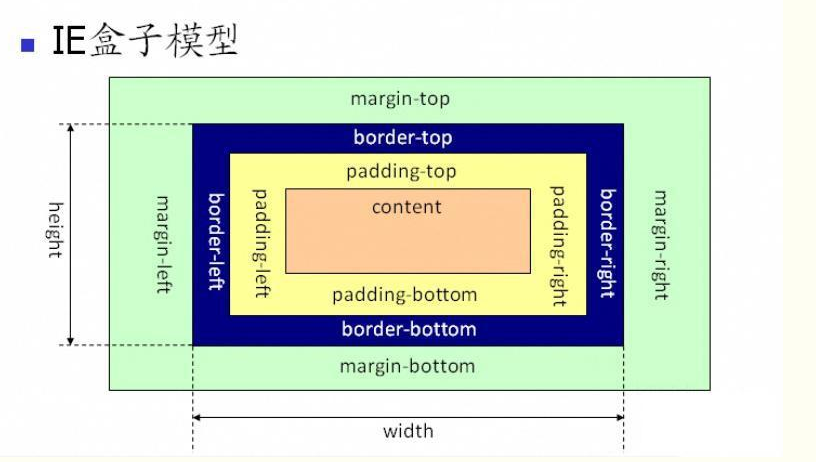 IE盒子模型
margin-top
border-top
padding-top
content
height
margin-left
border-left
padding-left
padding-right
border-right
margin-right
padding-bottom
border-bottom
margin-bottom
width